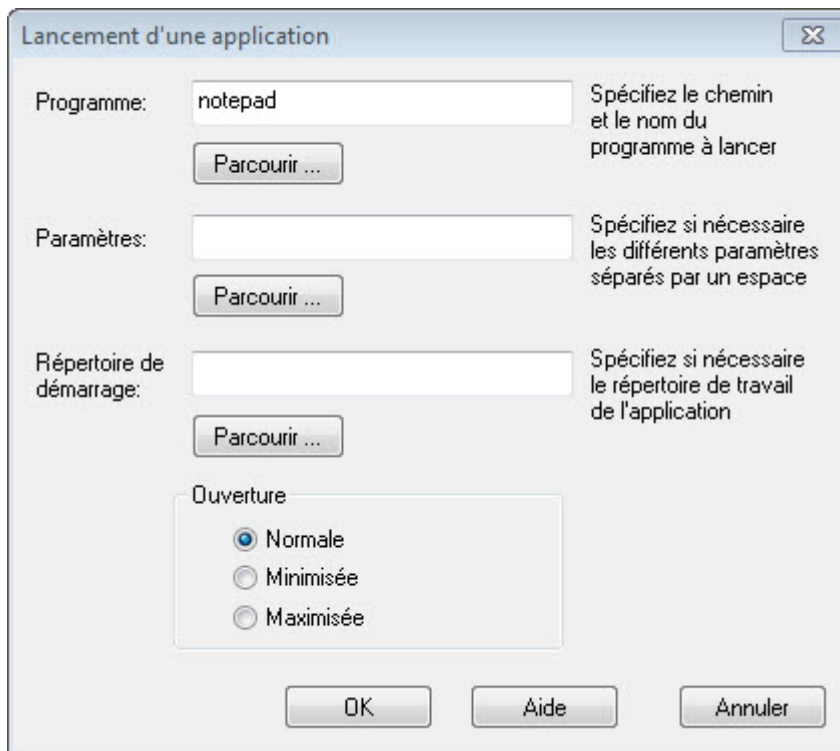 Lancement d'une application
Programme:
notepad
Spécifiez le chemin
et le nom du
programme à lancer
Parcourir ...
Paramètres:
Spécifiez si nécessaire
les différents paramètres
séparés par un espace
Parcourir ...
Répertoire de
démarrage:
Spécifiez si nécessaire
le répertoire de travail
de l'application
Parcourir ...
Ouverture
Normale
Minimisée
Maximisée
OK
Aide
Annuler